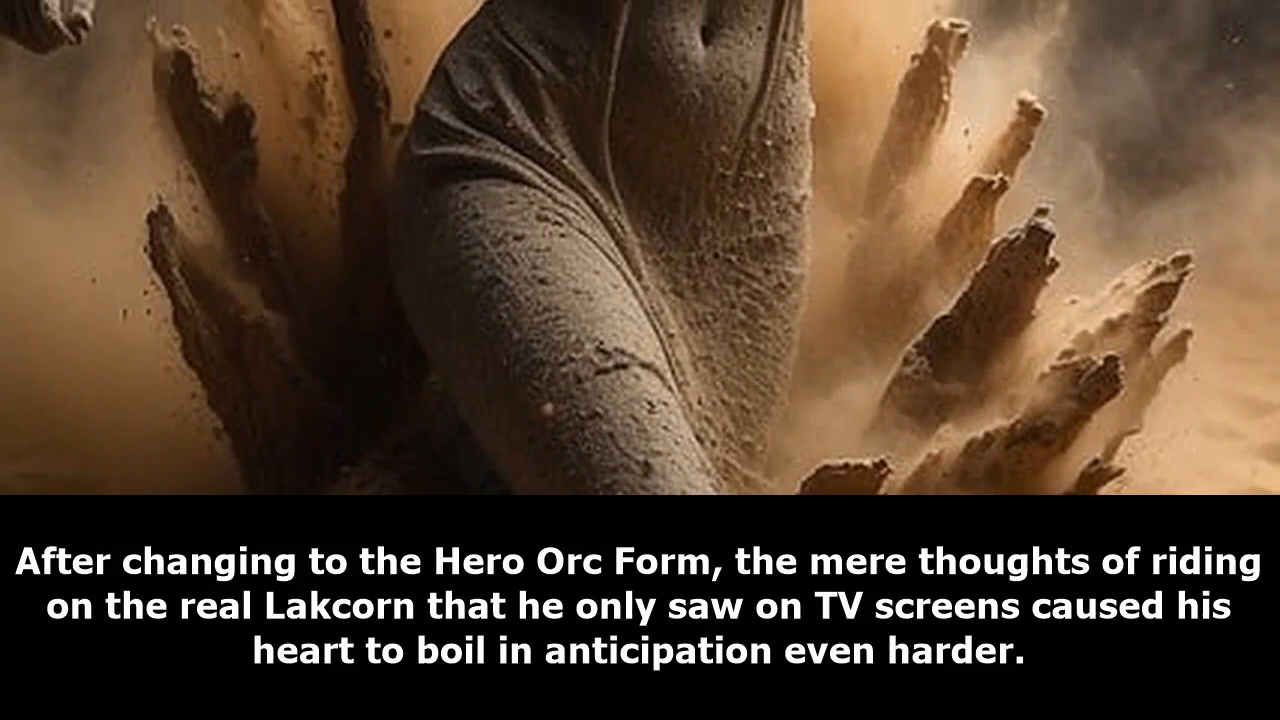 After changing to the Hero Orc Form, the mere thoughts of riding
on the real Lakcorn that he only saw on TV screens caused his
heart to boil in anticipation even harder.